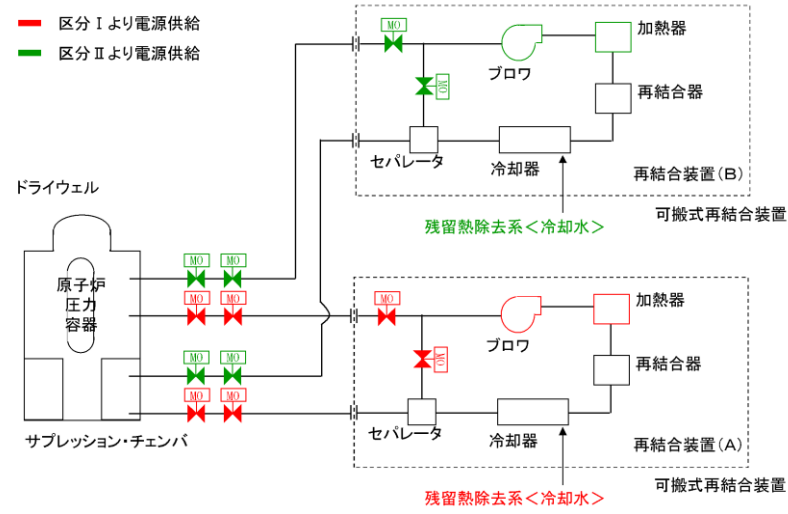 区分Ⅰより電源供給
区分Ⅱより電源供給
MO
加熱器
ブロワ
MO
再結合器
セパレータ
冷却器
再結合装置(B)
可搬式再結合装置
残留熱除去系<冷却水>
ドライウェル
MO MO
原子炉
圧力
容器
MO MO
MO
加熱器
ブロワ
MO MO
MO
再結合器
MO MO
セパレータ
冷却器
再結合装置(A)
サプレッション・チェンバ
可搬式再結合装置
残留熱除去系<冷却水>